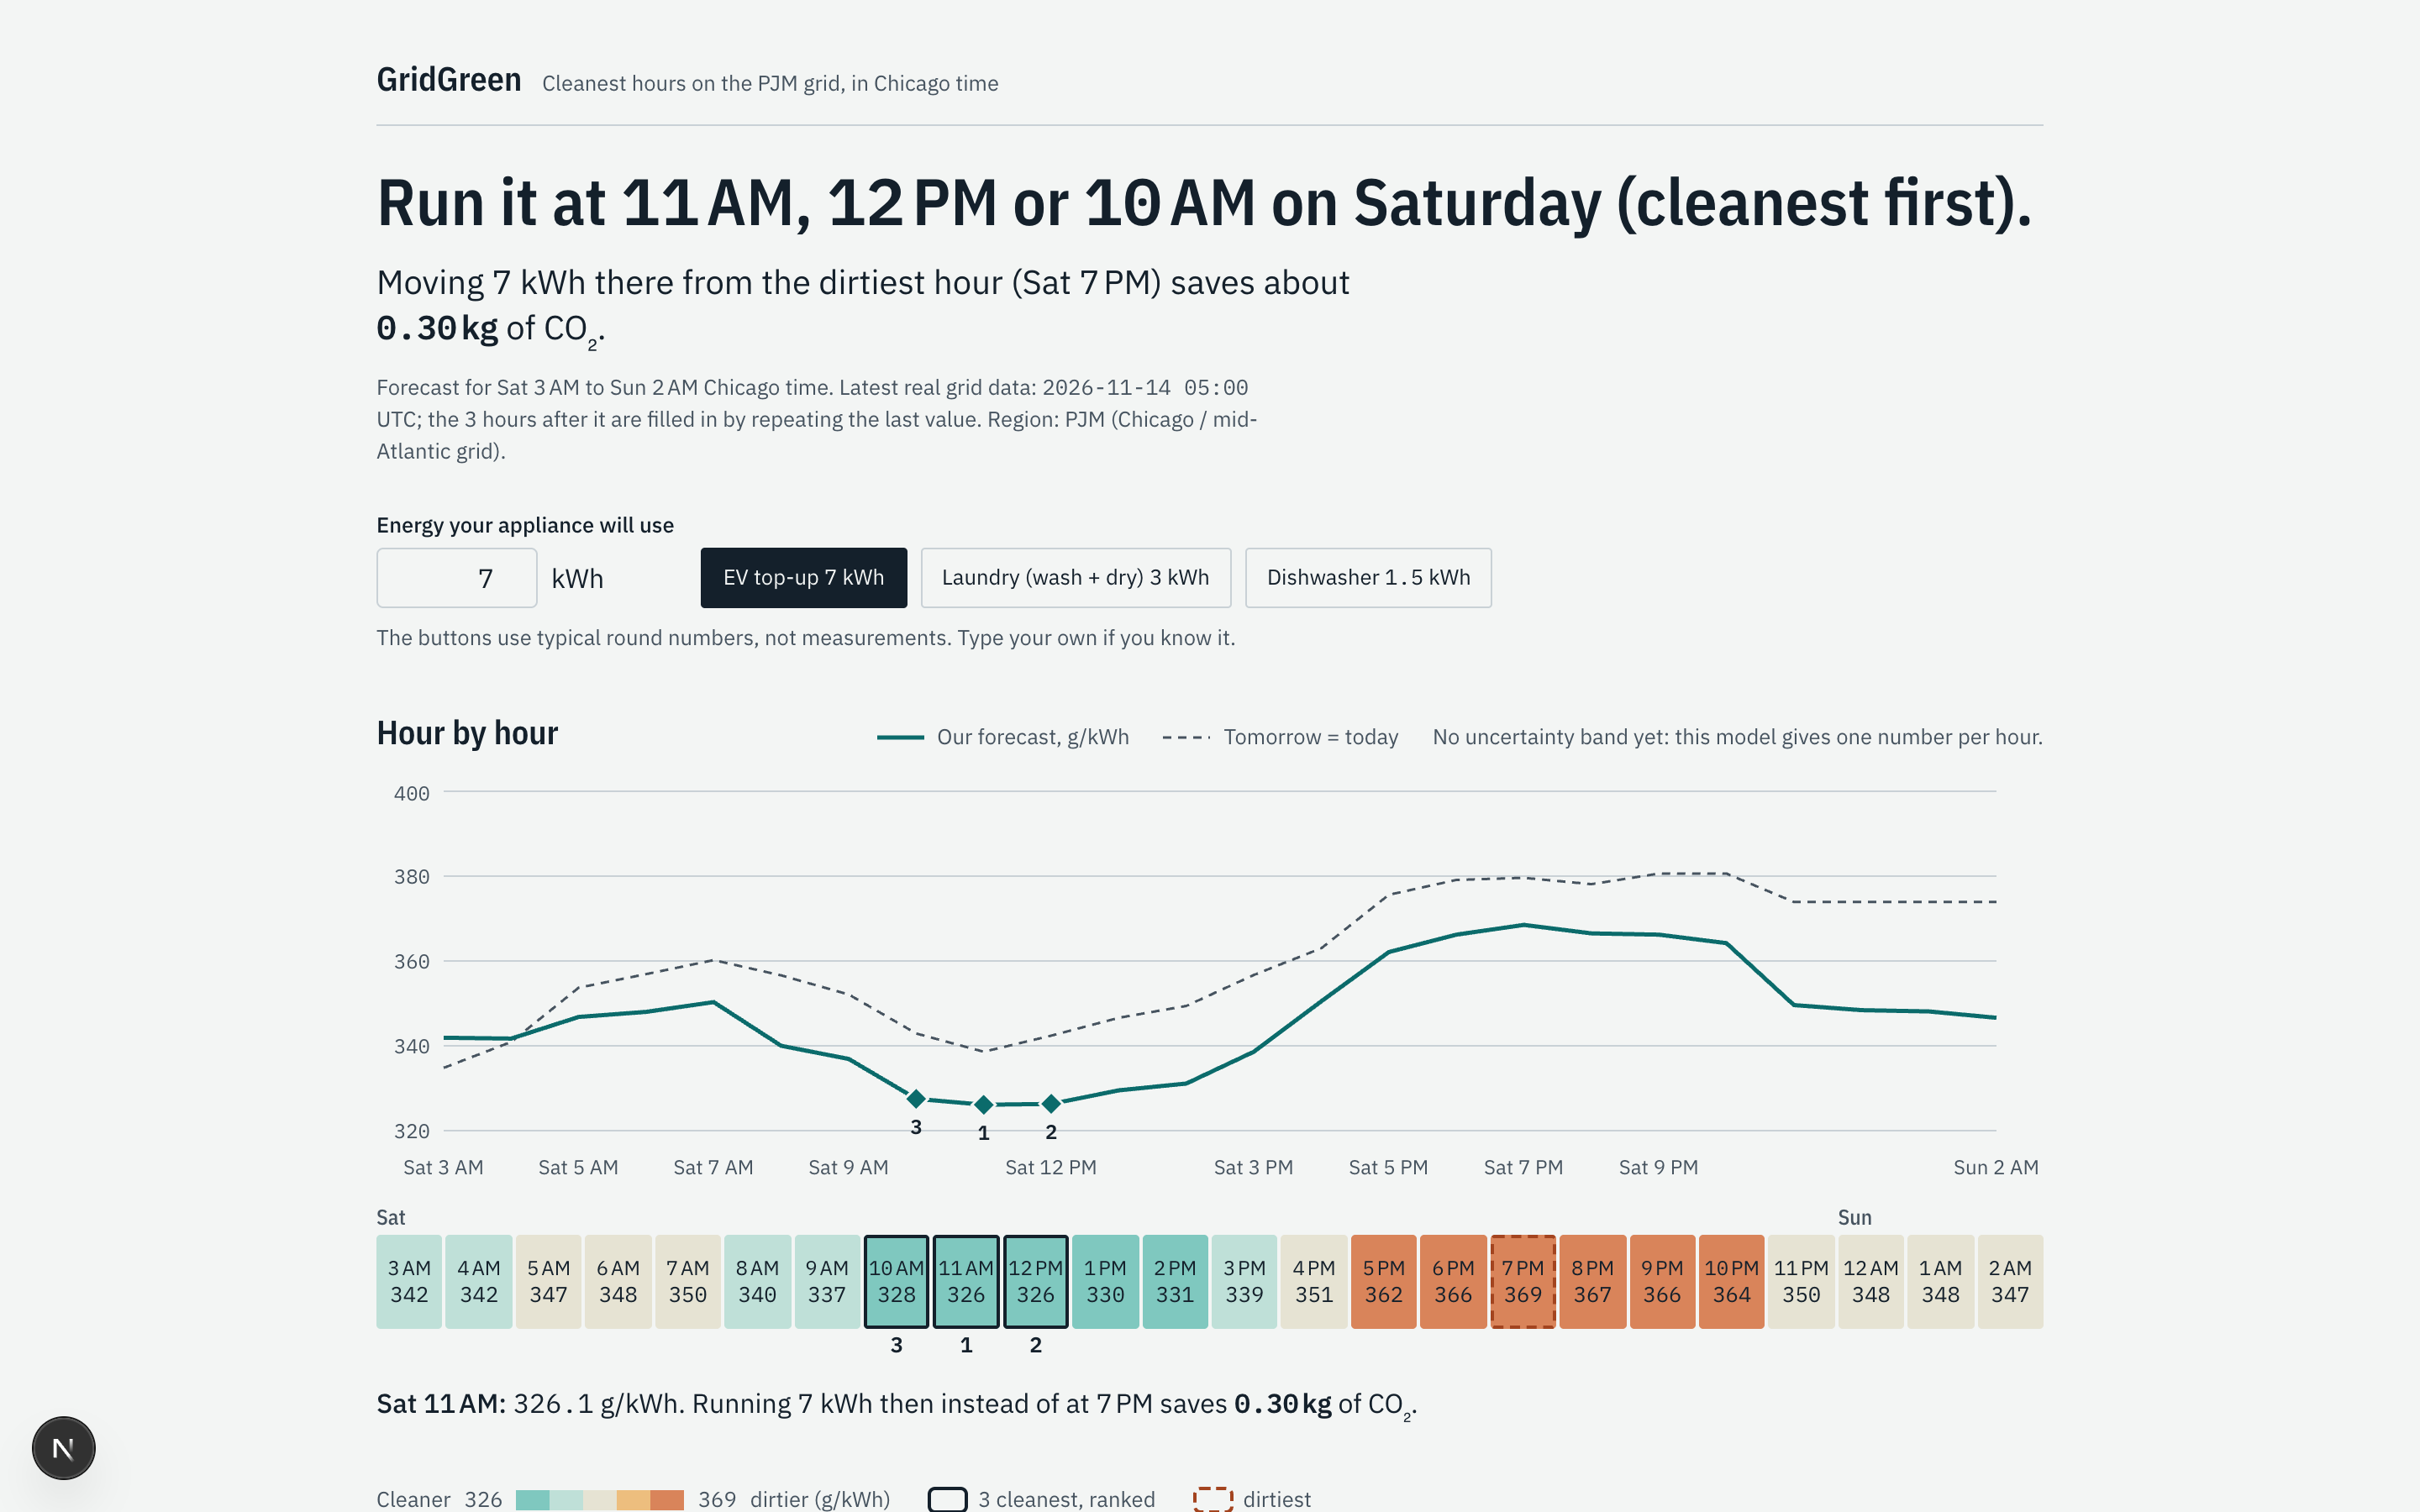 GridGreen Cleanest hours on the PJM grid, in Chicago time
Run it at 11 AM, 12 PM or 10 AM on Saturday (cleanest first).
Moving 7 kWh there from the dirtiest hour (Sat 7 PM) saves about
0.30 kg of CO₂.
Forecast for Sat 3 AM to Sun 2 AM Chicago time. Latest real grid data: 2026-11-14 05:00
UTC; the 3 hours after it are filled in by repeating the last value. Region: PJM (Chicago / mid-
Atlantic grid).
Energy your appliance will use
7 kWh EV top-up 7 kWh Laundry (wash + dry) 3 kWh Dishwasher 1.5 kWh
The buttons use typical round numbers, not measurements. Type your own if you know it.
Hour by hour Our forecast, g/kWh Tomorrow = today No uncertainty band yet: this model gives one number per hour.
400
380
360
340
320
3 1 2
Sat 3 AM Sat 5 AM Sat 7 AM Sat 9 AM Sat 12 PM Sat 3 PM Sat 5 PM Sat 7 PM Sat 9 PM Sun 2 AM
Sat Sun
3 AM 4 AM 5 AM 6 AM 7 AM 8 AM 9 AM 10 AM 11 AM 12 PM 1 PM 2 PM 3 PM 4 PM 5 PM 6 PM 7 PM 8 PM 9 PM 10 PM 11 PM 12 AM 1 AM 2 AM
342 342 347 348 350 340 337 328 326 326 330 331 339 351 362 366 369 367 366 364 350 348 348 347
3 1 2
Sat 11 AM: 326.1 g/kWh. Running 7 kWh then instead of at 7 PM saves 0.30 kg of CO₂.
N
Cleaner 326 369 dirtier (g/kWh) 3 cleanest, ranked dirtiest